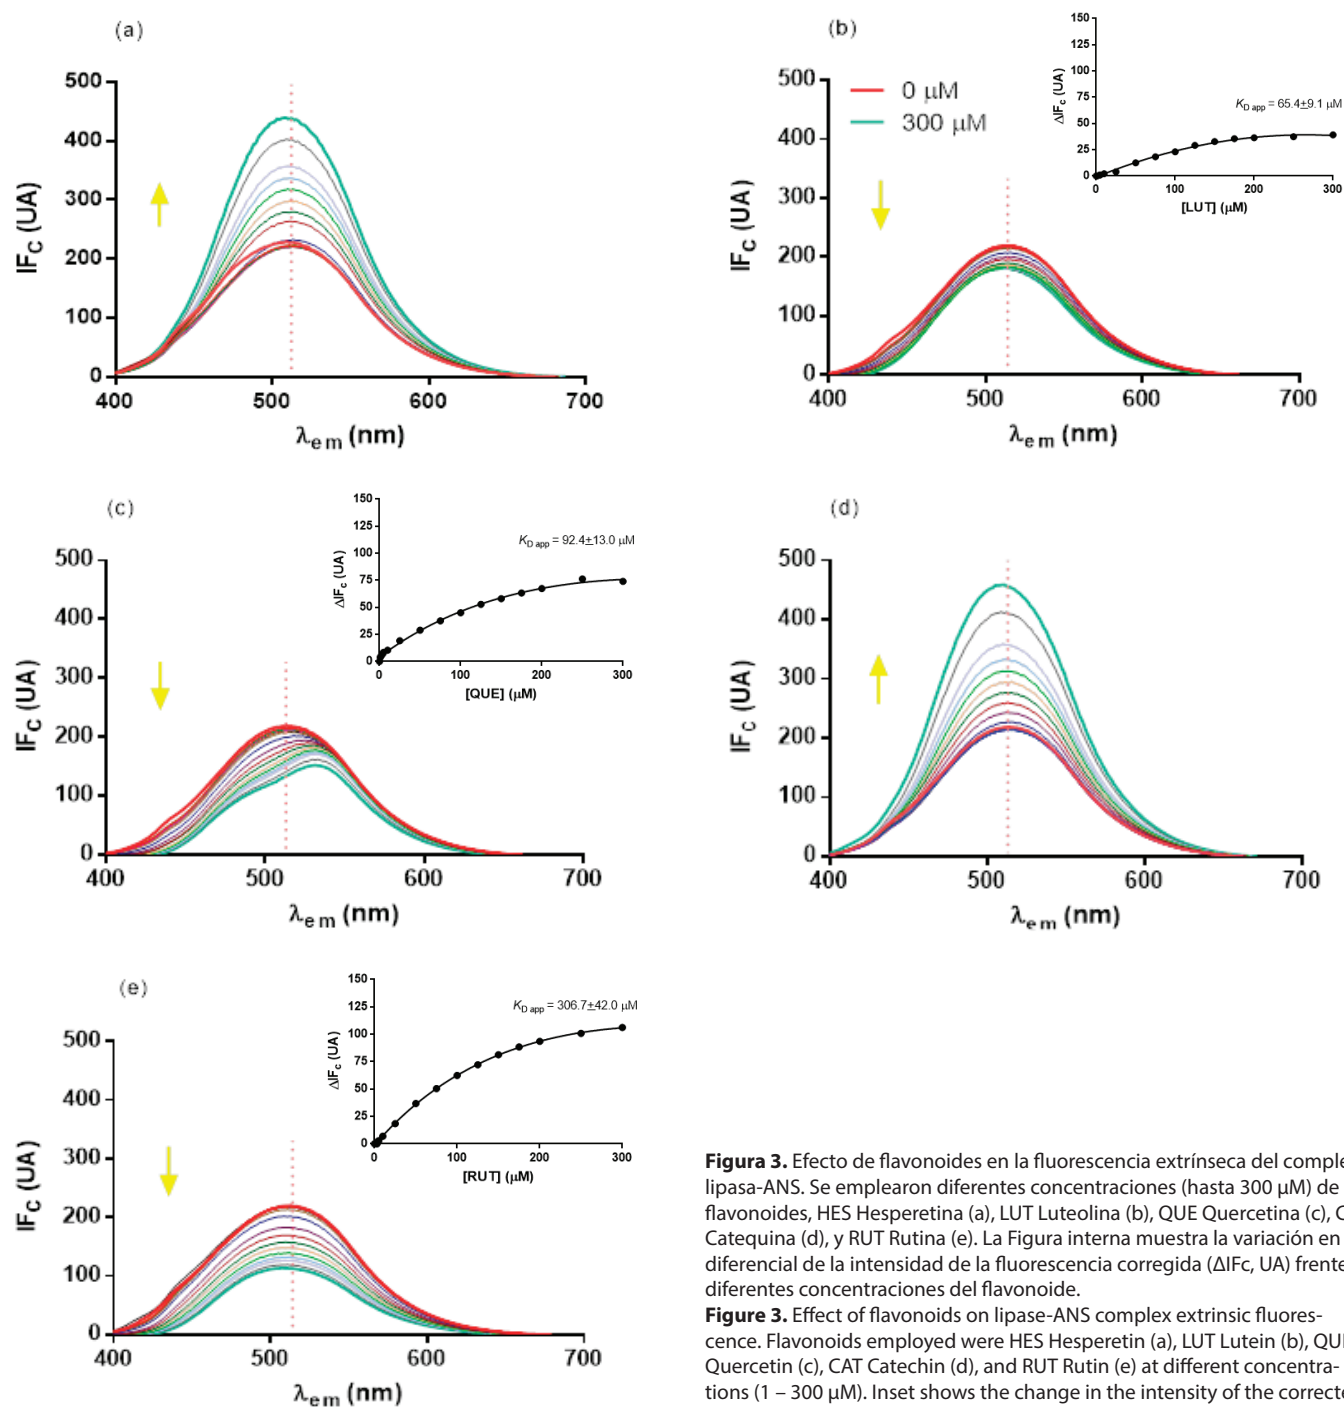 (a)
500
400
300
200
100
0
400
500
600
700
IFC (UA)
λem (nm)
(b)
500
400
300
200
100
0
400
500
600
700
IFC (UA)
λem (nm)
0 μM
300 μM
150
125
100
75
50
25
0
0
100
200
300
ΔIFc (UA)
[LUT] (μM)
KD app = 65.4±9.1 μM
(c)
500
400
300
200
100
0
400
500
600
700
IFC (UA)
λem (nm)
150
125
100
75
50
25
0
0
100
200
300
ΔIFc (UA)
[QUE] (μM)
KD app = 92.4±13.0 μM
(d)
500
400
300
200
100
0
400
500
600
700
IFC (UA)
λem (nm)
(e)
500
400
300
200
100
0
400
500
600
700
IFC (UA)
λem (nm)
150
125
100
75
50
25
0
0
100
200
300
ΔIFc (UA)
[RUT] (μM)
KD app = 306.7±42.0 μM
Figura 3. Efecto de flavonoides en la fluorescencia extrínseca del
lipasa-ANS. Se emplearon diferentes concentraciones (hasta 300 μM) de
flavonoides, HES Hesperetina (a), LUT Luteolina (b), QUE Quercetina (c),
Catequina (d), y RUT Rutina (e). La Figura interna muestra la variación en
diferencial de la intensidad de la fluorescencia corregida (ΔIFc, UA)
diferentes concentraciones del flavonoide.
Figure 3. Effect of flavonoids on lipase-ANS complex extrinsic fluores-
cence. Flavonoids employed were HES Hesperetin (a), LUT Lutein (b),
Quercetin (c), CAT Catechin (d), and RUT Rutin (e) at different concentra-
tions (1 – 300 μM). Inset shows the change in the intensity of the